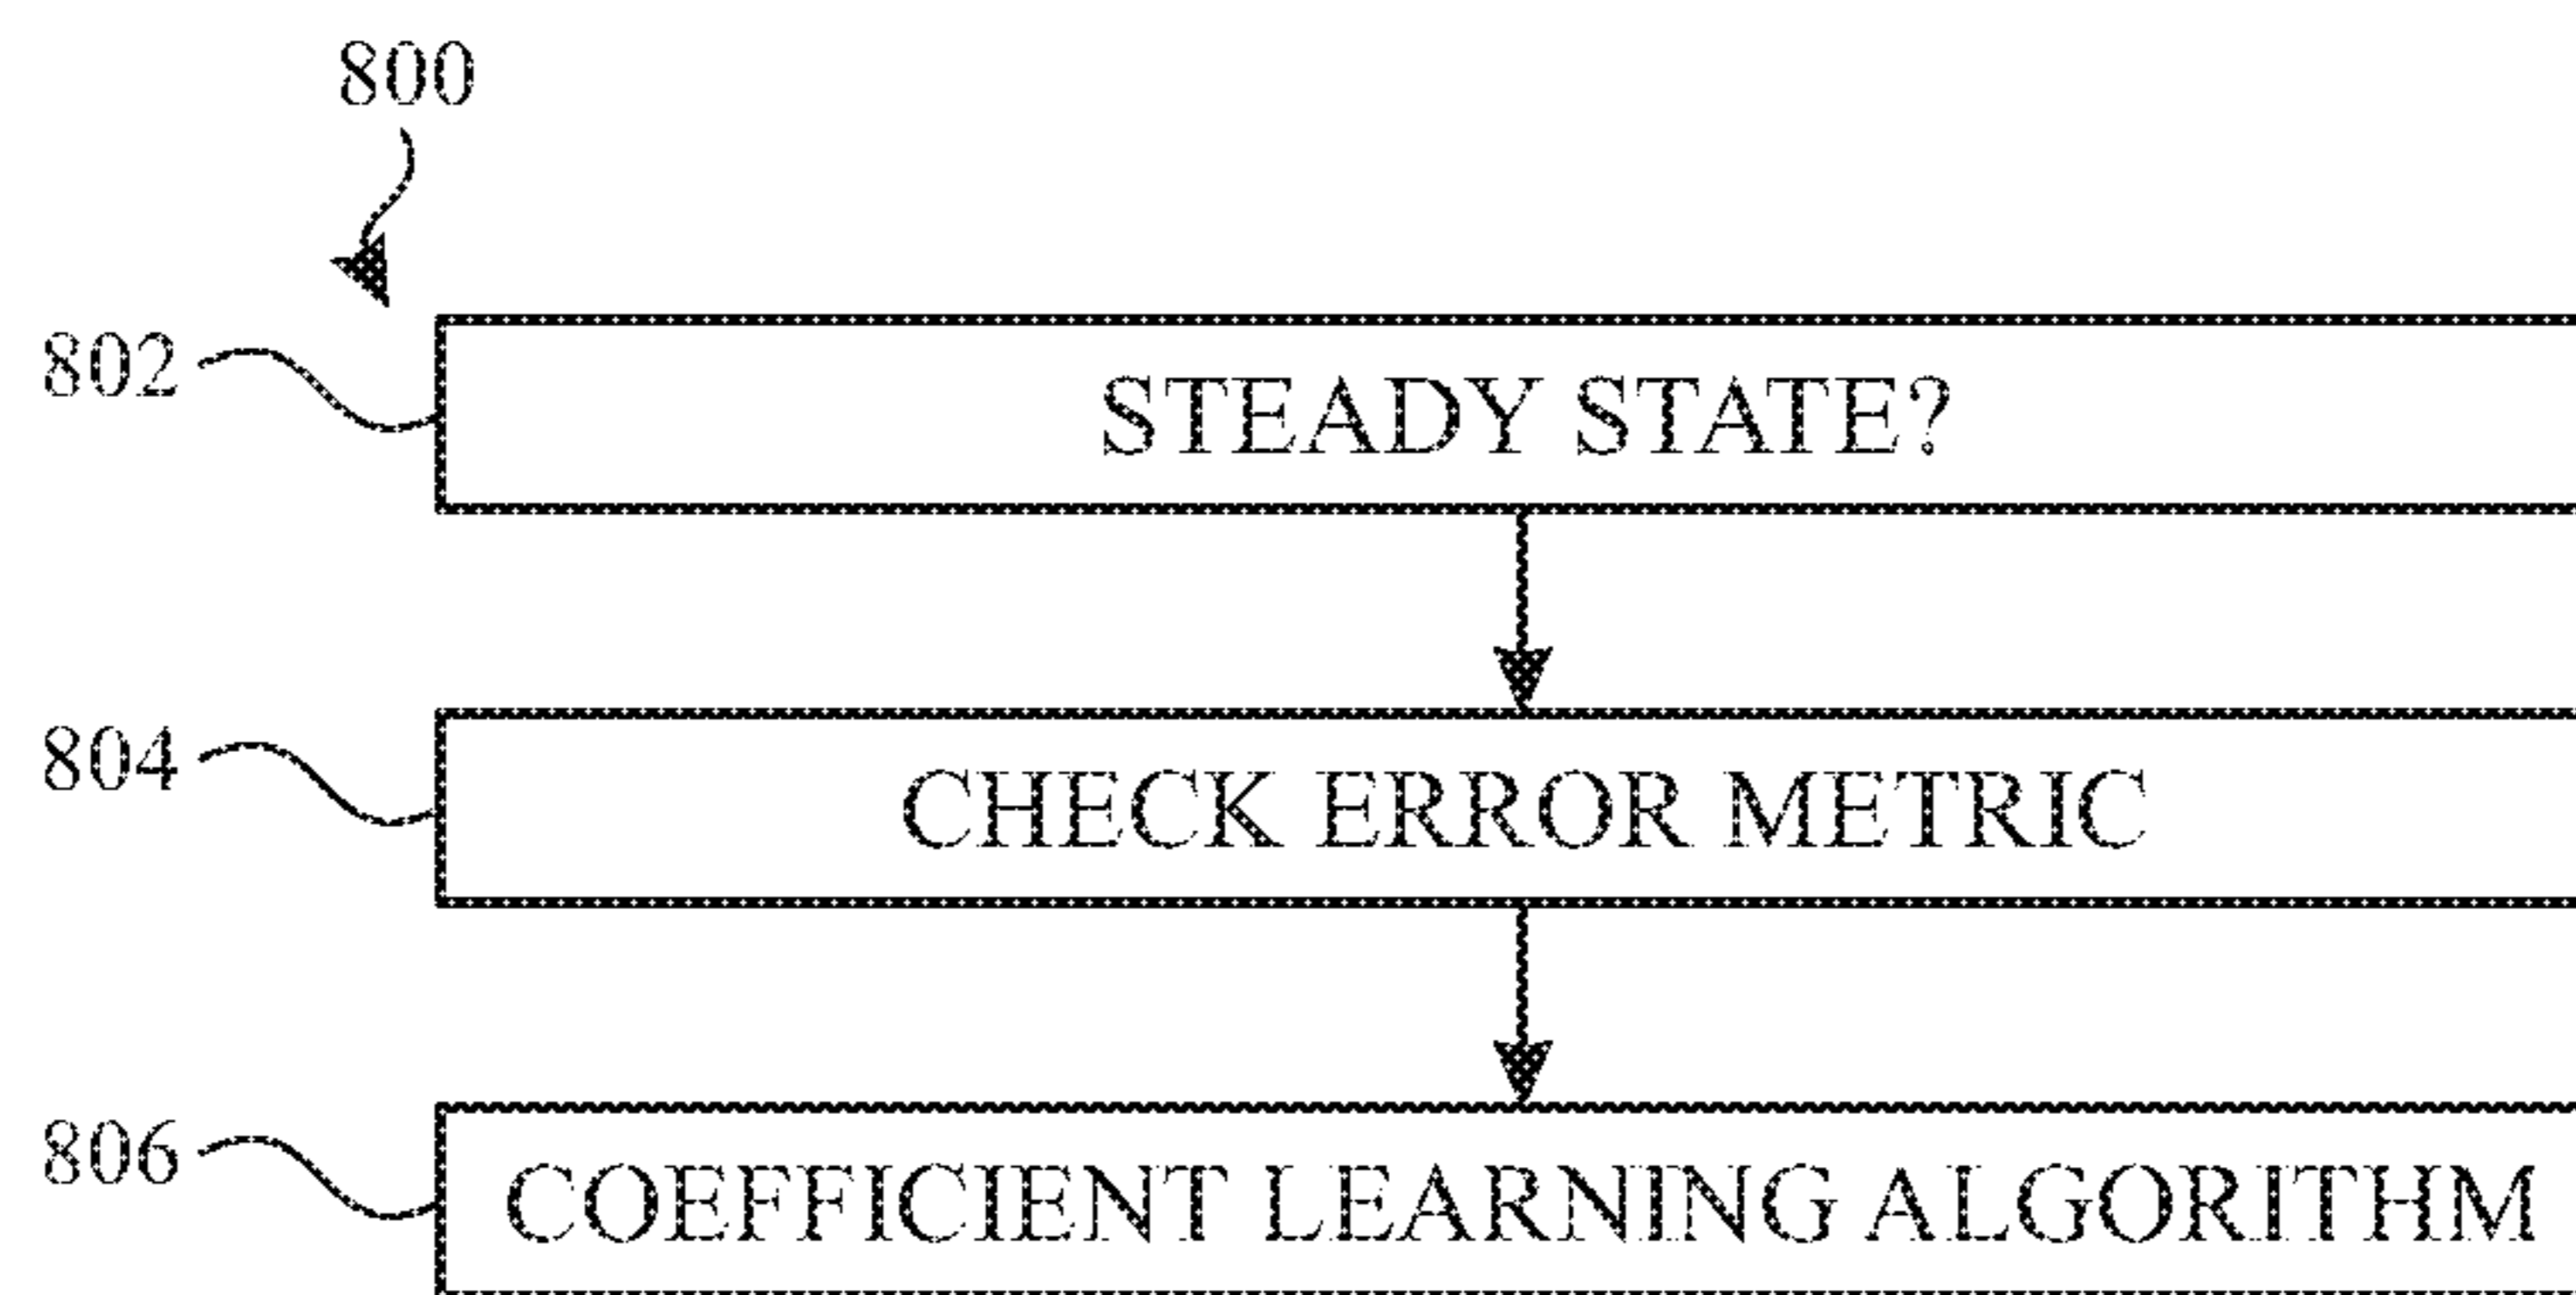 800
802
STEADY STATE?
804
CHECK ERROR METRIC
806
COEFFICIENT LEARNING ALGORITHM